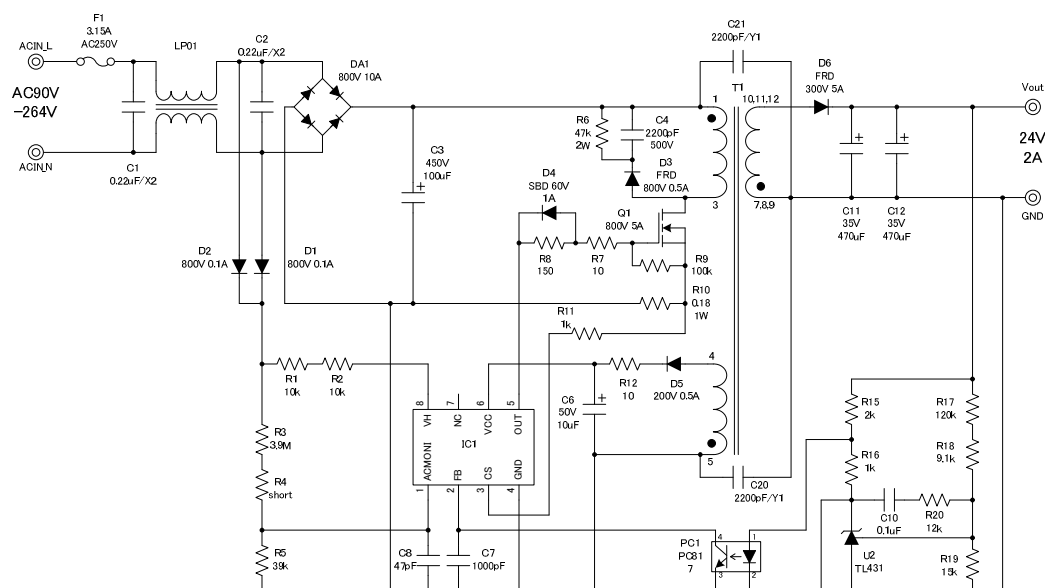 F1
3.15A
AC250V
ACIN_L
AC90V
-264V
ACIN_N
C1
0.22uF/X2
LP01
C2
0.22uF/X2
DA1
800V 10A
C3
450V
100uF
D2
800V 0.1A
D1
800V 0.1A
R6
47k
2W
C4
2200pF
500V
D3
FRD
800V 0.5A
D4
SBD 60V
1A
Q1
800V 5A
R8
150
R7
10
R9
100k
R10
0.18
1W
R11
1k
C21
2200pF/Y1
T1
1
10,11,12
3
7.8.9
D6
FRD
300V 5A
C11
35V
470uF
C12
35V
470uF
Vout
24V
2A
GND
R1
10k
R2
10k
R3
3.9M
R4
short
R5
39k
8
7
6
5
VH
NC
VCC
OUT
IC1
ACMONI
FB
CS
GND
1
2
3
4
C8
47pF
C7
1000pF
C6
50V
10uF
R12
10
D5
200V 0.5A
4
5
C20
2200pF/Y1
PC1
PC81
7
4
1
3
2
R15
2k
R16
1k
R17
120k
R18
9.1k
C10
0.1uF
R20
12k
U2
TL431
R19
15k